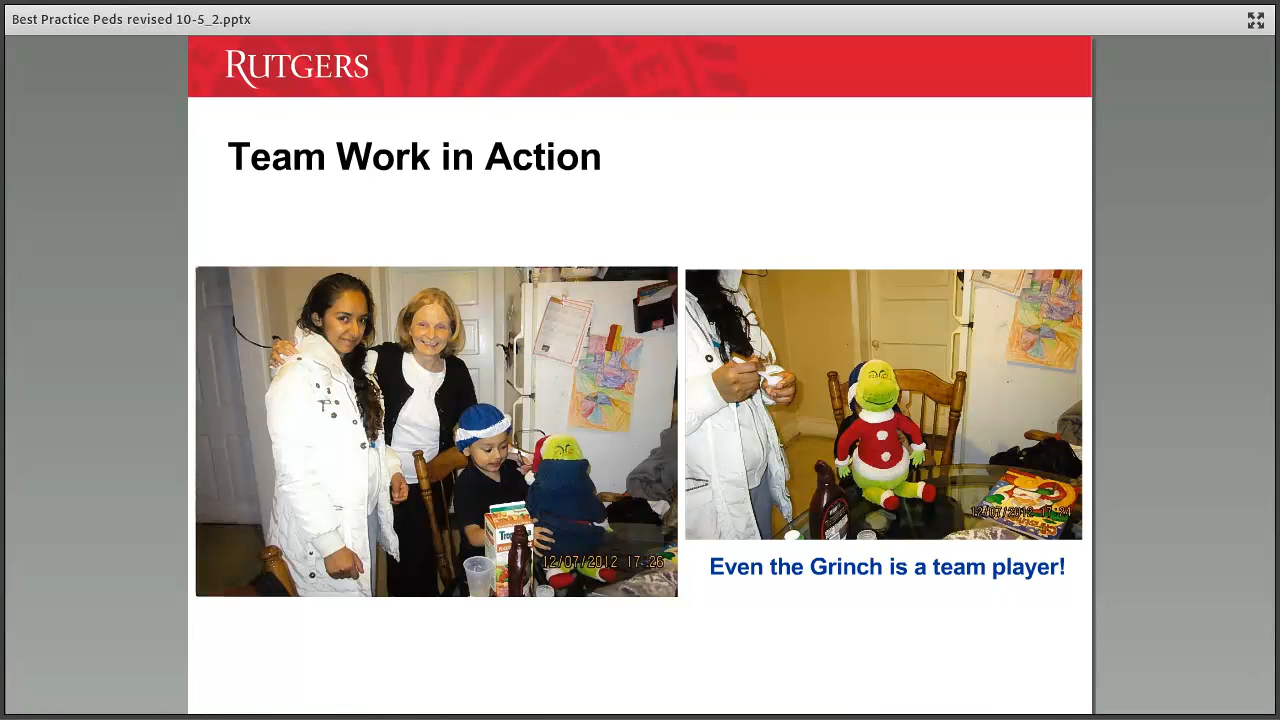 Best Practice Peds revised 10-5_2.pptx
RUTGERS
Team Work in Action
12/07/2012 17:26
12/07/2012 17:24
Even the Grinch is a team player!